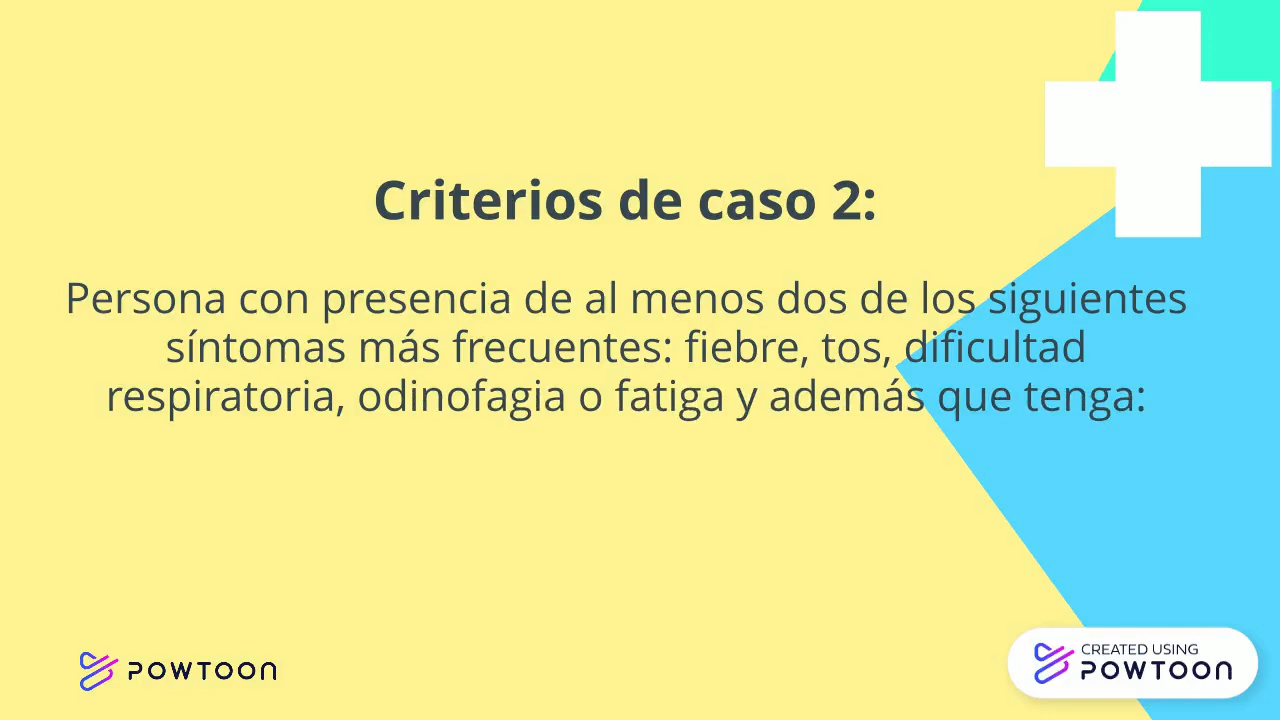 Criterios de caso 2:
Persona con presencia de al menos dos de los siguientes
síntomas más frecuentes: fiebre, tos, dificultad
respiratoria, odinofagia o fatiga y además que tenga:
POWTOON
CREATED USING
POWTOON